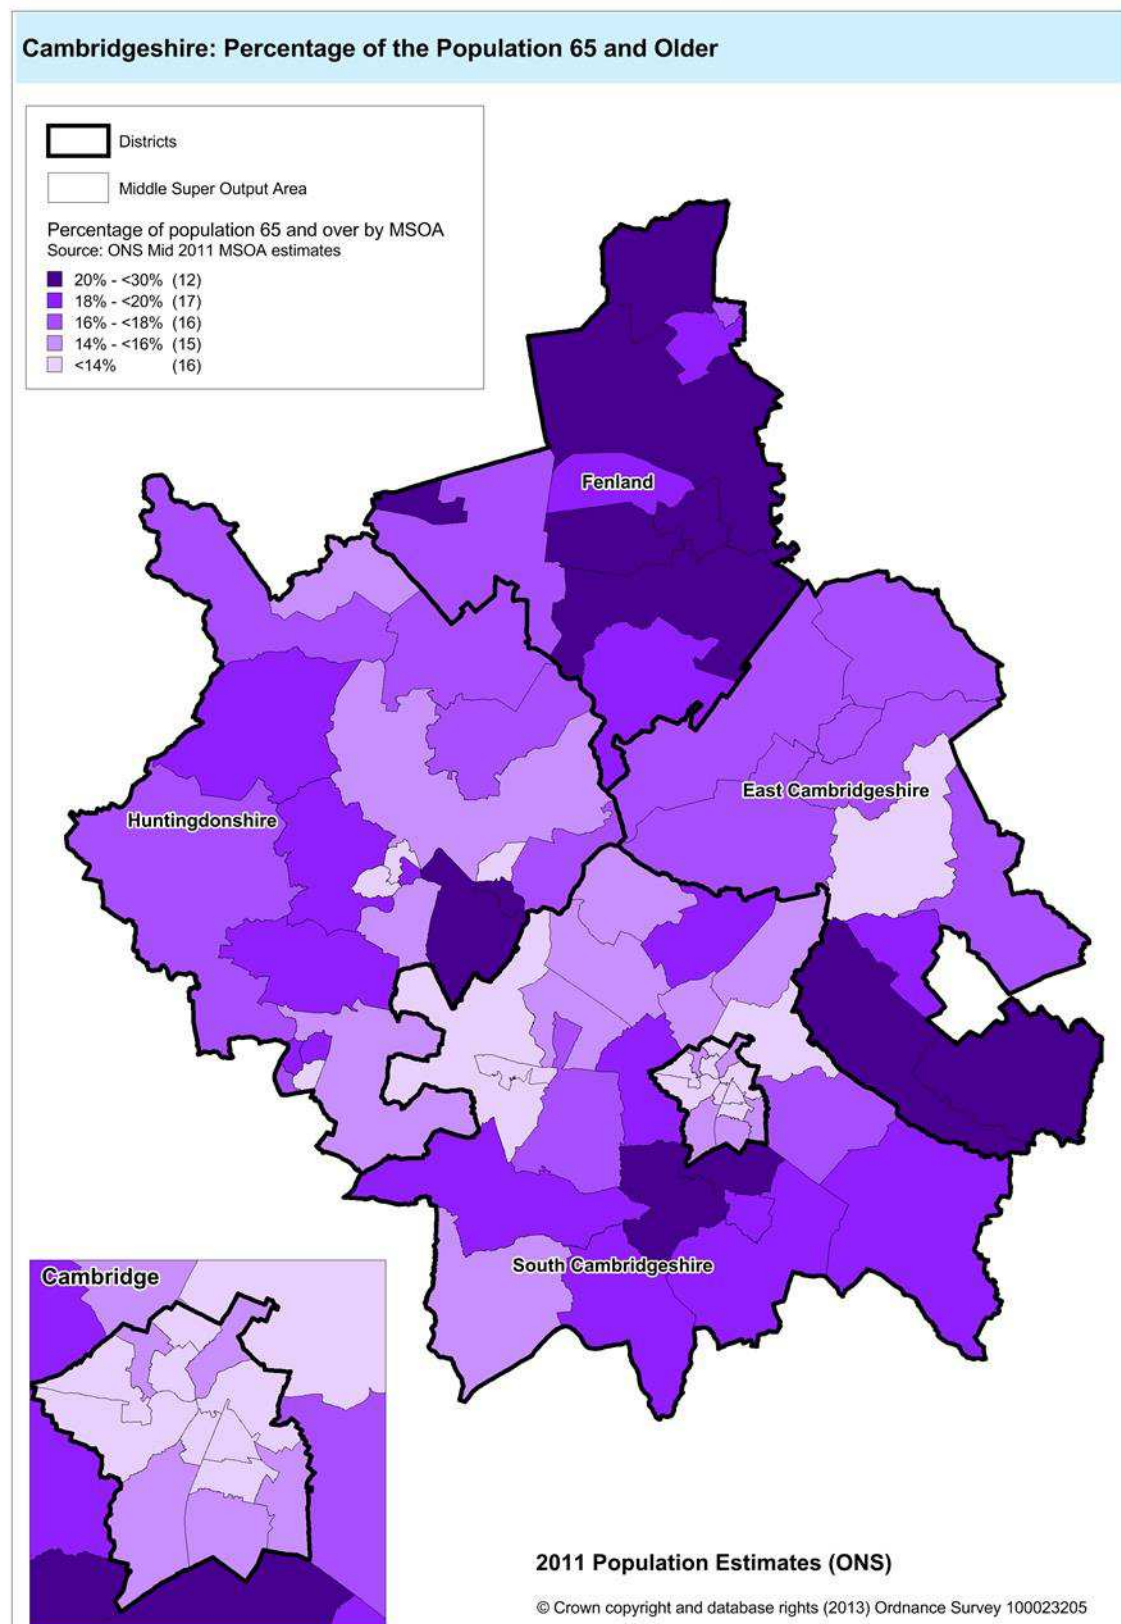 Cambridgeshire: Percentage of the Population 65 and Older
Districts
Middle Super Output Area
Percentage of population 65 and over by MSOA
Source: ONS Mid 2011 MSOA estimates
20% - <30% (12)
18% - <20% (17)
16% - <18% (16)
14% - <16% (15)
<14% (16)
Fenland
East Cambridgeshire
Huntingdonshire
South Cambridgeshire
Cambridge
2011 Population Estimates (ONS)
© Crown copyright and database rights (2013) Ordnance Survey 100023205